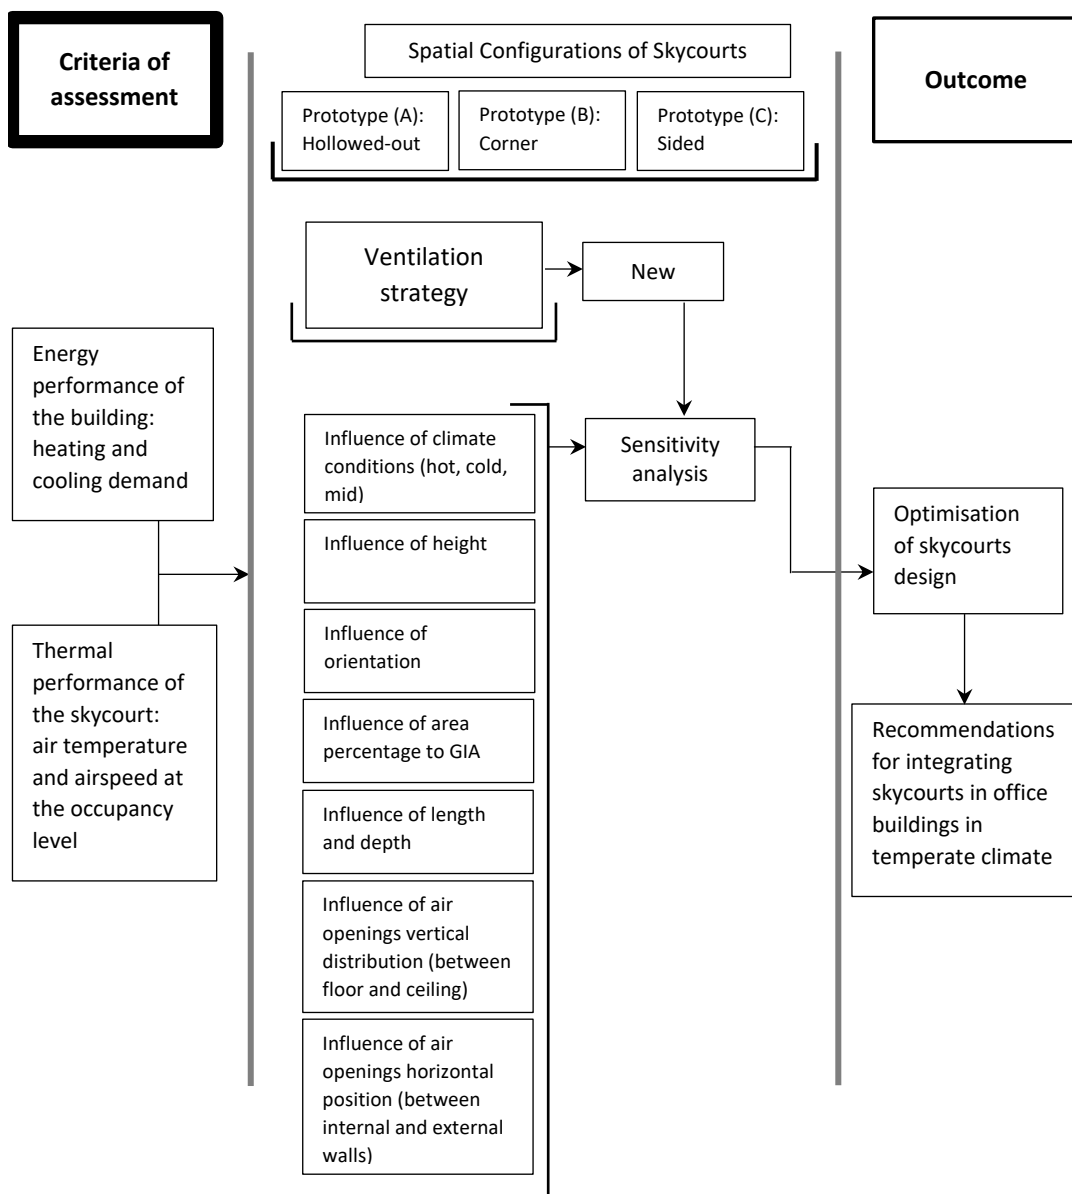 Criteria of
assessment
Spatial Configurations of Skycourts
Prototype (A):
Hollowed-out
Prototype (B):
Corner
Prototype (C):
Sided
Outcome
Ventilation
strategy
New
Energy
performance of
the building:
heating and
cooling demand
Thermal
performance of
the skycourt:
air temperature
and airspeed at
the occupancy
level
Influence of climate
conditions (hot, cold,
mid)
Influence of height
Influence of
orientation
Influence of area
percentage to GIA
Influence of length
and depth
Influence of air
openings vertical
distribution (between
floor and ceiling)
Influence of air
openings horizontal
position (between
internal and external
walls)
Sensitivity
analysis
Optimisation
of skycourts
design
Recommendations
for integrating
skycourts in office
buildings in
temperate climate